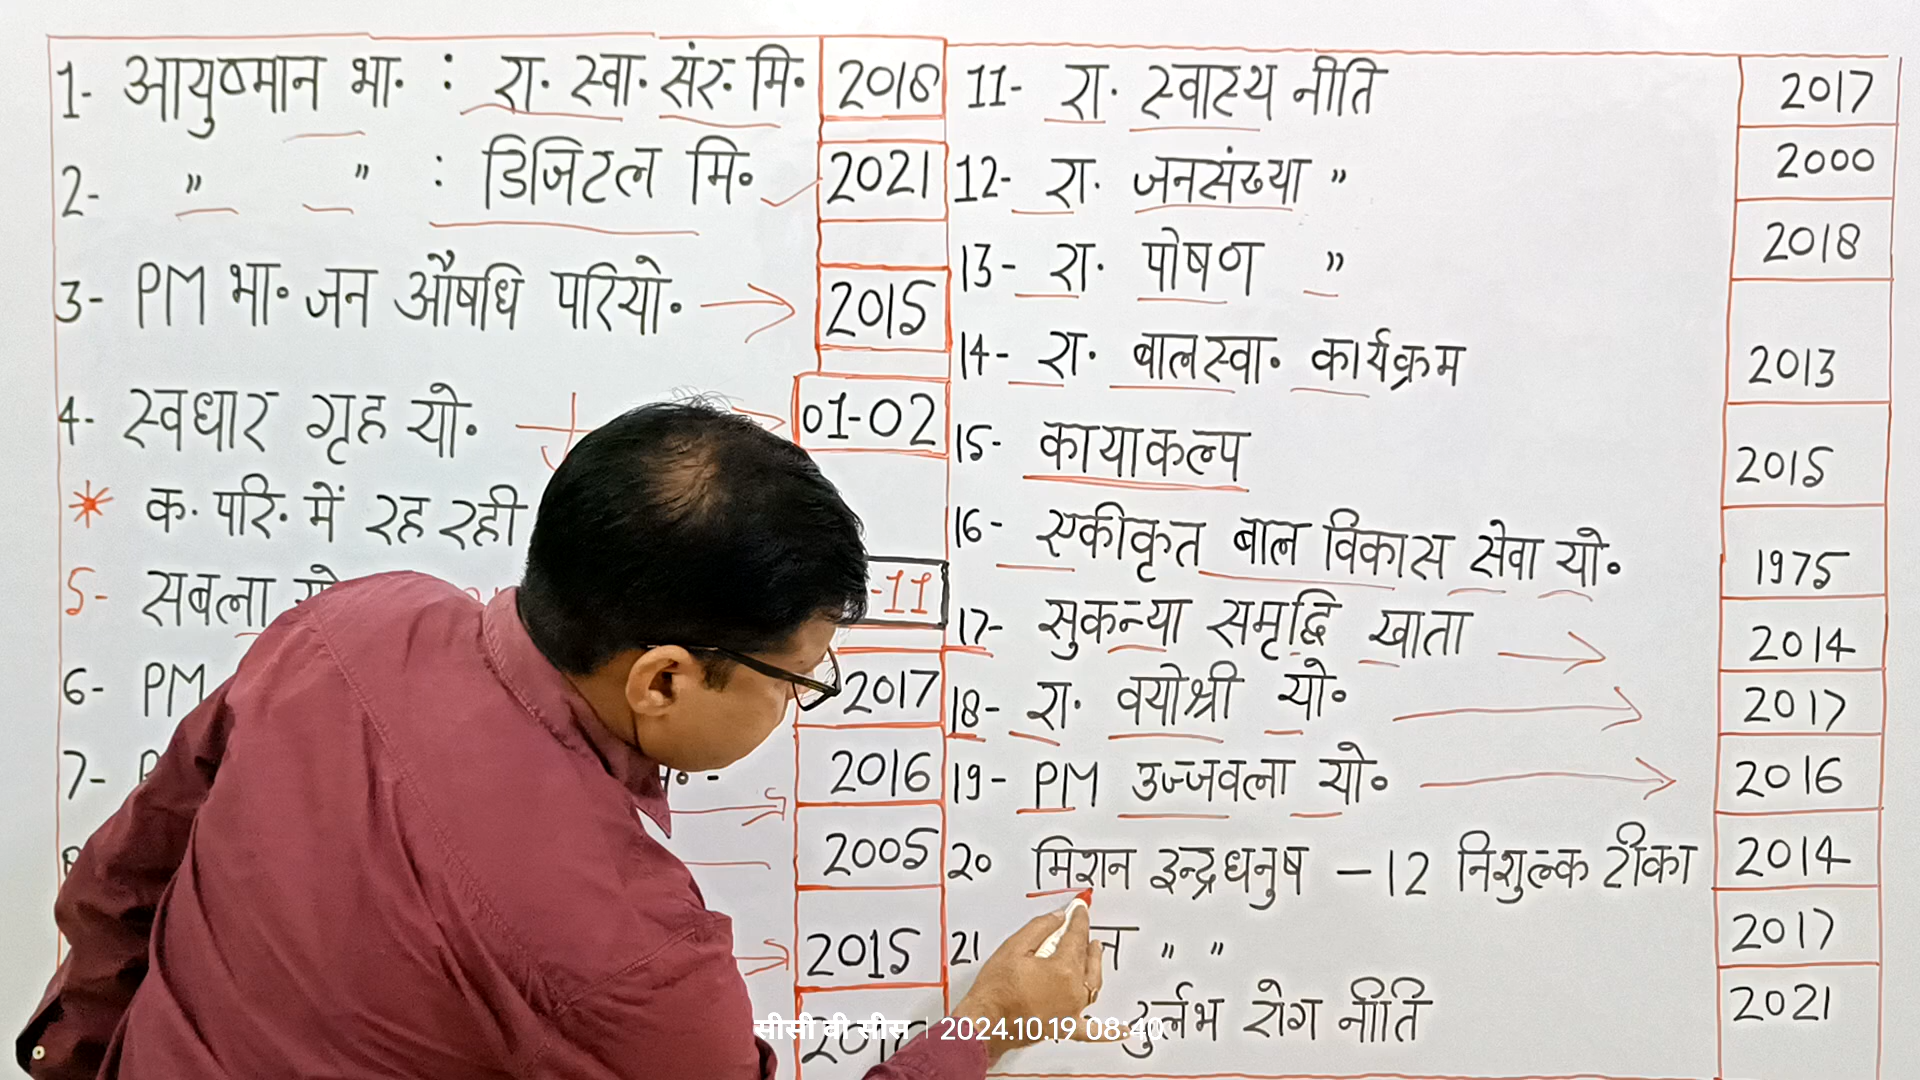 1- आयुष्मान भा. : रा. स्वा. संर. मि. 2018
2- " " : डिजिटल मि. 2021
3- PM भा. जन औषधि परियो. → 2015
4- स्वधार गृह यो. → 01-02
* क. परि. में रह रही
5- सबला यो -11
6- PM 2017
7- 2016
2005
2015
11- रा. स्वास्थ्य नीति 2017
12- रा. जनसंख्या " 2000
13- रा. पोषण " 2018
14- रा. बालस्वा. कार्यक्रम 2013
15- कायाकल्प 2015
16- एकीकृत बाल विकास सेवा यो. 1975
17- सुकन्या समृद्धि खाता → 2014
18- रा. वयोश्री यो. → 2017
19- PM उज्जवला यो. → 2016
20 मिशन इन्द्रधनुष – 12 निशुल्क टीका 2014
21 " " 2017
दुर्लभ रोग नीति 2021
सीसी वी सीस | 2024.10.19 08:40